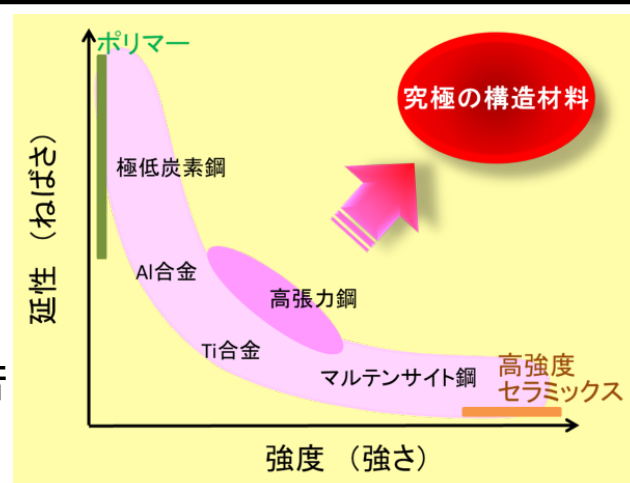 ポリマー
究極の構造材料
極低炭素鋼
延性 (ねばさ)
Al合金
高張力鋼
Ti合金
マルテンサイト鋼
高強度
セラミックス
強度 (強さ)